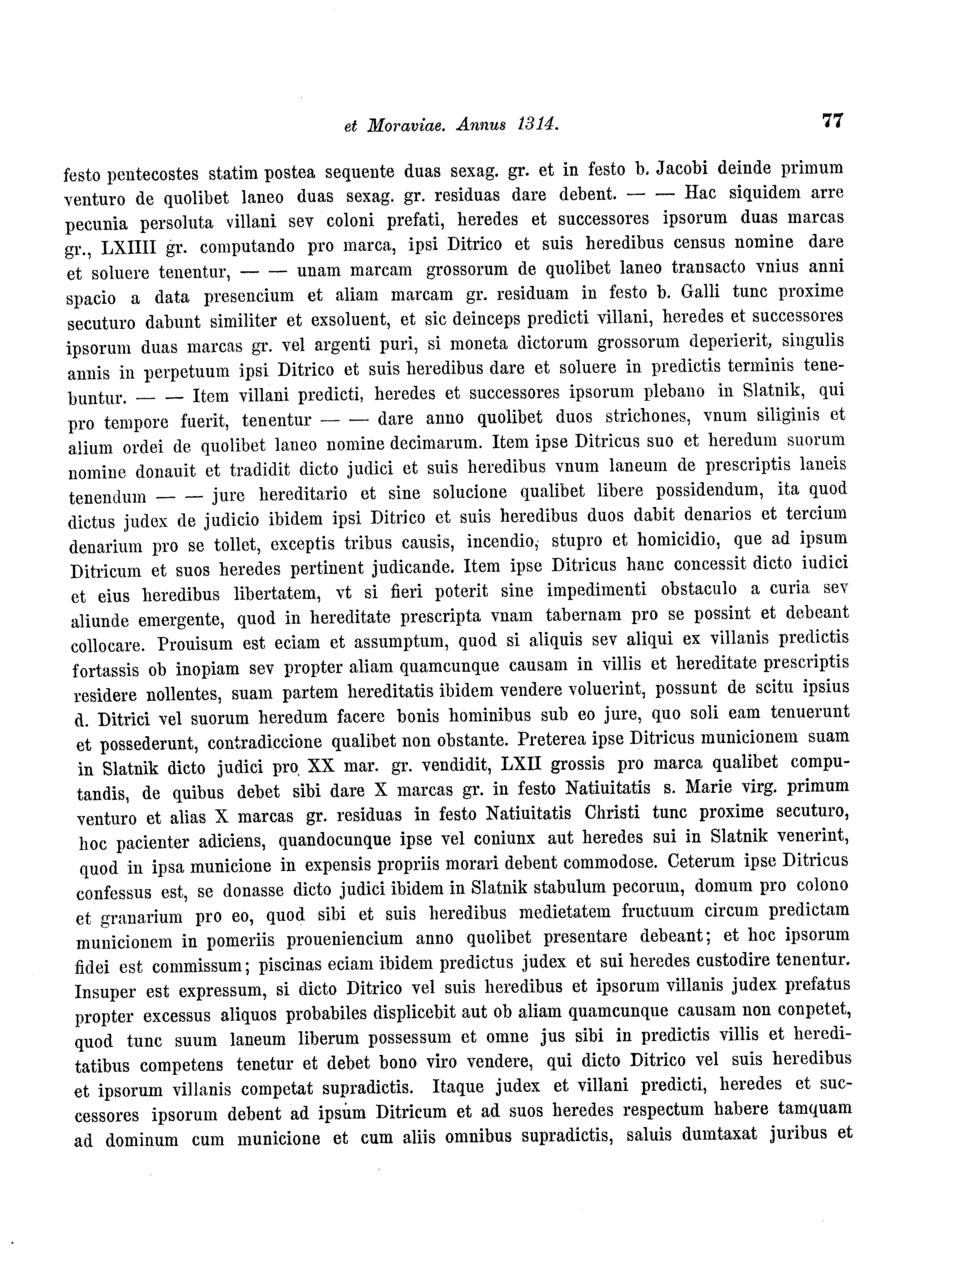 et Moraviae. Annus 1314. 77
festo pentecostes statim postea sequente duas sexag. gr. et in festo b. Jacobi deinde primum
venturo de quolibet laneo duas sexag. gr. residuas dare debent. — — Hac siquidem arre
pecunia persoluta villani sev coloni prefati, heredes et successores ipsorum duas marcas
gr., LXIIII gr. computando pro marca, ipsi Ditrico et suis heredibus census nomine dare
et soluere tenentur, — — unam marcam grossorum de quolibet laneo transacto vnius anni
spacio a data presencium et aliam marcam gr. residuam in festo b. Galli tunc proxime
secuturo dabunt similiter et exsoluent, et sic deinceps predicti villani, heredes et successores
ipsorum duas marcas gr. vel argenti puri, si moneta dictorum grossorum deperierit, singulis
annis in perpetuum ipsi Ditrico et suis heredibus dare et soluere in predictis terminis tene-
buntur. — — Item villani predicti, heredes et successores ipsorum plebano in Slatnik, qui
pro tempore fuerit, tenentur — — dare anno quolibet duos strichones, vnum siliginis et
alium ordei de quolibet laneo nomine decimarum. Item ipse Ditricus suo et heredum suorum
nomine donauit et tradidit dicto judici et suis heredibus vnum laneum de prescriptis laneis
tenendum — — jure hereditario et sine solucione qualibet libere possidendum, ita quod
dictus judex de judicio ibidem ipsi Ditrico et suis heredibus duos dabit denarios et tercium
denarium pro se tollet, exceptis tribus causis, incendio, stupro et homicidio, que ad ipsum
Ditricum et suos heredes pertinent judicande. Item ipse Ditricus hanc concessit dicto iudici
et eius heredibus libertatem, vt si fieri poterit sine impedimenti obstaculo a curia sev
aliunde emergente, quod in hereditate prescripta vnam tabernam pro se possint et debeant
collocare. Prouisum est eciam et assumptum, quod si aliquis sev aliqui ex villanis predictis
fortassis ob inopiam sev propter aliam quamcunque causam in villis et hereditate prescriptis
residere nollentes, suam partem hereditatis ibidem vendere voluerint, possunt de scitu ipsius
d. Ditrici vel suorum heredum facere bonis hominibus sub eo jure, quo soli eam tenuerunt
et possederunt, contradiccione qualibet non obstante. Preterea ipse Ditricus municionem suam
in Slatnik dicto judici pro XX mar. gr. vendidit, LXII grossis pro marca qualibet compu-
tandis, de quibus debet sibi dare X marcas gr. in festo Natiuitatis s. Marie virg. primum
venturo et alias X marcas gr. residuas in festo Natiuitatis Christi tunc proxime secuturo,
hoc pacienter adiciens, quandocunque ipse vel coniunx aut heredes sui in Slatnik venerint,
quod in ipsa municione in expensis propriis morari debent commodose. Ceterum ipse Ditricus
confessus est, se donasse dicto judici ibidem in Slatnik stabulum pecorum, domum pro colono
et granarium pro eo, quod sibi et suis heredibus medietatem fructuum circum predictam
municionem in pomeriis proueniencium anno quolibet presentare debeant; et hoc ipsorum
fidei est commissum; piscinas eciam ibidem predictus judex et sui heredes custodire tenentur.
Insuper est expressum, si dicto Ditrico vel suis heredibus et ipsorum villanis judex prefatus
propter excessus aliquos probabiles displicebit aut ob aliam quamcunque causam non conpetet,
quod tunc suum laneum liberum possessum et omne jus sibi in predictis villis et heredi-
tatibus competens tenetur et debet bono viro vendere, qui dicto Ditrico vel suis heredibus
et ipsorum villanis competat supradictis. Itaque judex et villani predicti, heredes et suc-
cessores ipsorum debent ad ipsum Ditricum et ad suos heredes respectum habere tamquam
ad dominum cum municione et cum aliis omnibus supradictis, saluis dumtaxat juribus et